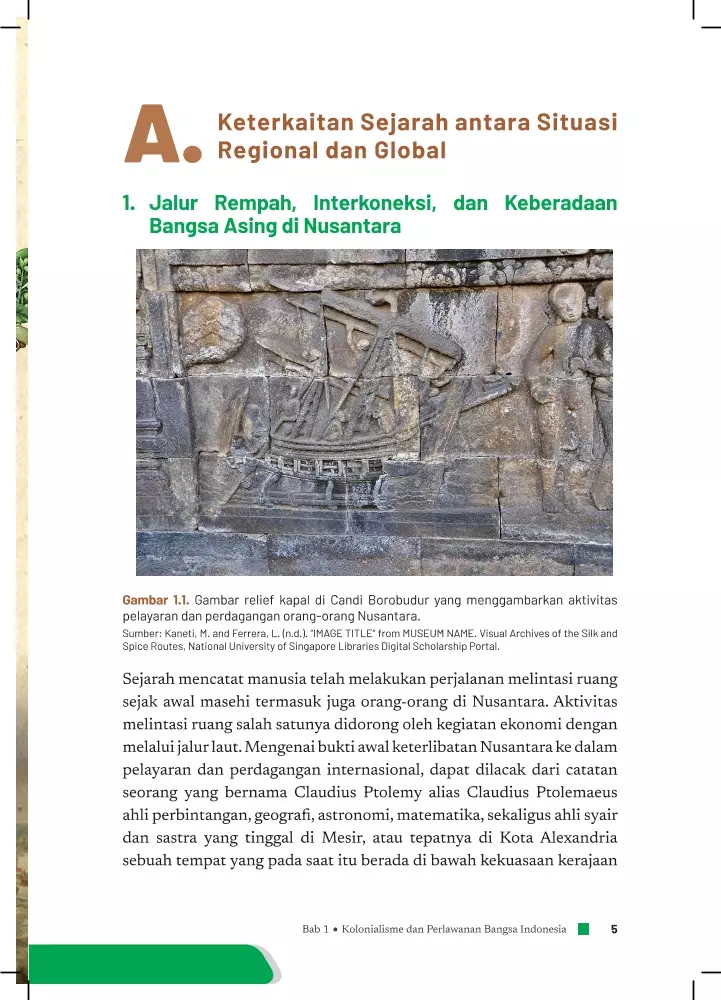 A.
Keterkaitan Sejarah antara Situasi
Regional dan Global
1. Jalur Rempah, Interkoneksi, dan Keberadaan
Bangsa Asing di Nusantara
Gambar 1.1. Gambar relief kapal di Candi Borobudur yang menggambarkan aktivitas
pelayaran dan perdagangan orang-orang Nusantara.
Sumber: Kaneti, M. and Ferrera, L. (n.d.). “IMAGE TITLE” from MUSEUM NAME. Visual Archives of the Silk and
Spice Routes, National University of Singapore Libraries Digital Scholarship Portal.
Sejarah mencatat manusia telah melakukan perjalanan melintasi ruang
sejak awal masehi termasuk juga orang-orang di Nusantara. Aktivitas
melintasi ruang salah satunya didorong oleh kegiatan ekonomi dengan
melalui jalur laut. Mengenai bukti awal keterlibatan Nusantara ke dalam
pelayaran dan perdagangan internasional, dapat dilacak dari catatan
seorang yang bernama Claudius Ptolemy alias Claudius Ptolemaeus
ahli perbintangan, geografi, astronomi, matematika, sekaligus ahli syair
dan sastra yang tinggal di Mesir, atau tepatnya di Kota Alexandria
sebuah tempat yang pada saat itu berada di bawah kekuasaan kerajaan
Bab 1 • Kolonialisme dan Perlawanan Bangsa Indonesia 5